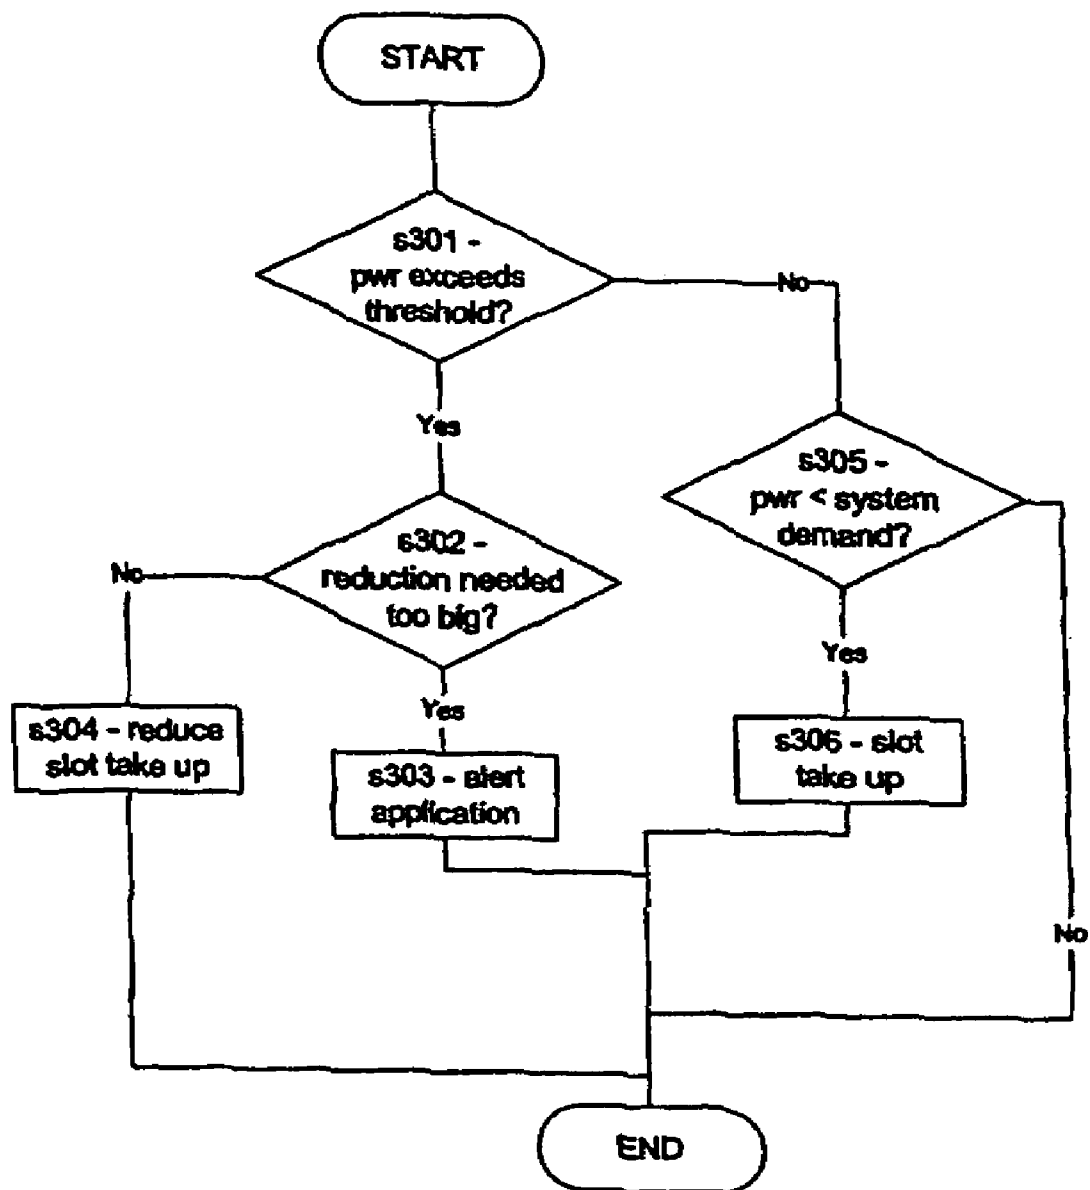 START
s301 -
pwr exceeds
threshold?
No
Yes
s305 -
pwr < system
demand?
s302 -
reduction needed
too big?
No
Yes
Yes
s304 - reduce
slot take up
s303 - alert
application
s306 - slot
take up
No
END